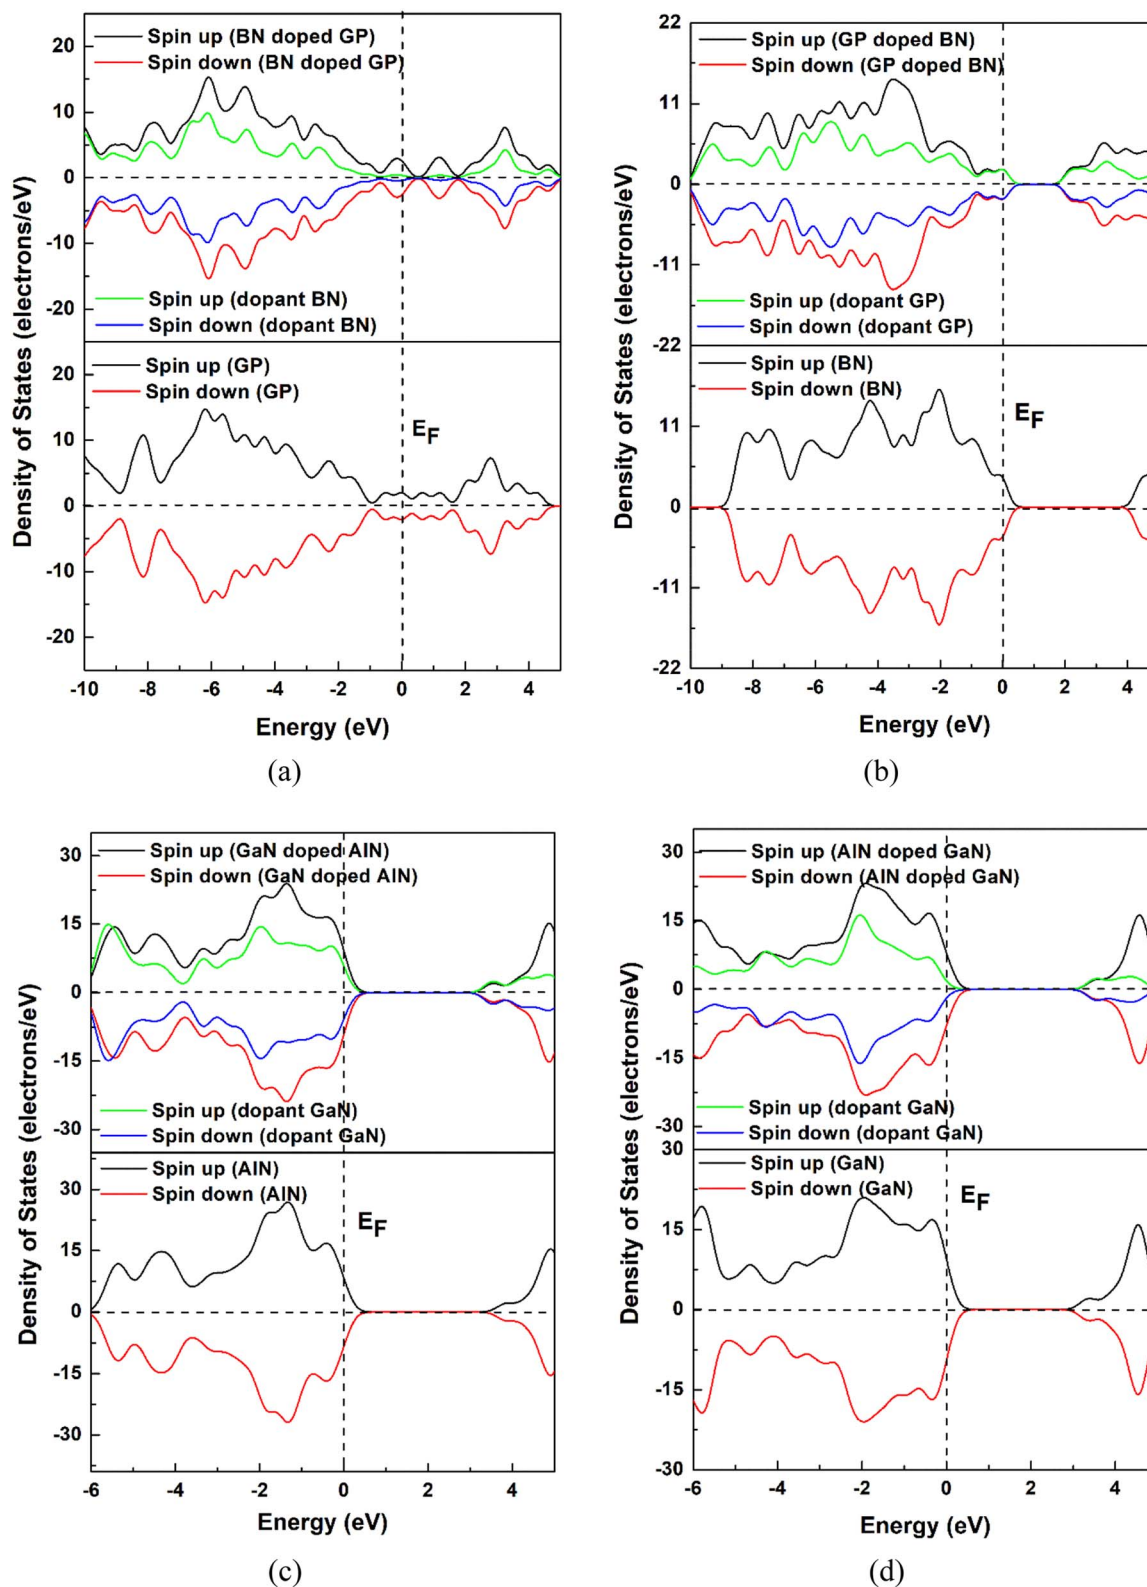 Density of States (electrons/eV)
20
10
0
-10
-20
Spin up (BN doped GP)
Spin down (BN doped GP)
Spin up (dopant BN)
Spin down (dopant BN)
20
10
0
-10
-20
Spin up (GP)
Spin down (GP)
E_F
-10 -8 -6 -4 -2 0 2 4
Energy (eV)
(a)
Density of States (electrons/eV)
22
11
0
-11
-22
Spin up (GP doped BN)
Spin down (GP doped BN)
Spin up (dopant GP)
Spin down (dopant GP)
22
11
0
-11
-22
Spin up (BN)
Spin down (BN)
E_F
-10 -8 -6 -4 -2 0 2 4
Energy (eV)
(b)
Density of States (electrons/eV)
30
15
0
-15
-30
Spin up (GaN doped AlN)
Spin down (GaN doped AlN)
Spin up (dopant GaN)
Spin down (dopant GaN)
30
15
0
-15
-30
Spin up (AlN)
Spin down (AlN)
E_F
-6 -4 -2 0 2 4
Energy (eV)
(c)
Density of States (electrons/eV)
30
15
0
-15
-30
Spin up (AlN doped GaN)
Spin down (AlN doped GaN)
Spin up (dopant GaN)
Spin down (dopant GaN)
30
15
0
-15
-30
Spin up (GaN)
Spin down (GaN)
E_F
-6 -4 -2 0 2 4
Energy (eV)
(d)